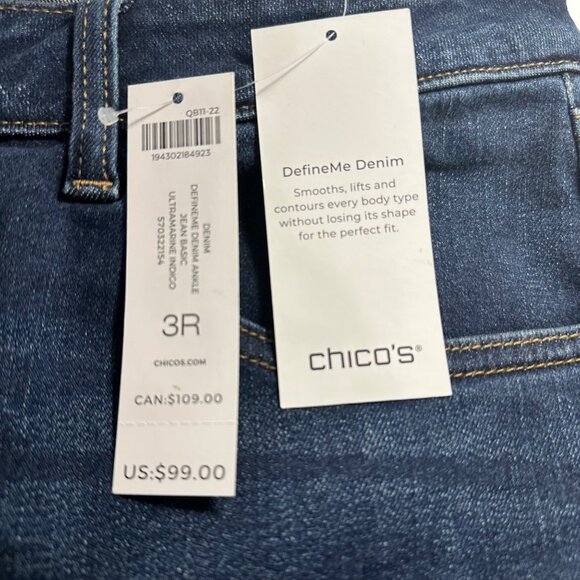 QB11-22
194302184923
DENIM
DEFINEME DENIM ANKLE
JEAN BASIC
ULTRAMARINE INDIGO
570322154
3R
CHICOS.COM
CAN:$109.00
US:$99.00
DefineMe Denim
Smooths, lifts and
contours every body type
without losing its shape
for the perfect fit.
chico's®